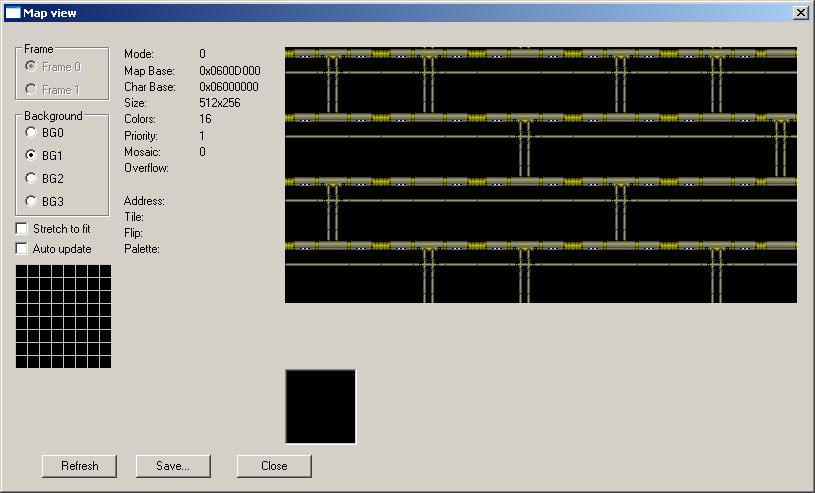 Map view
Frame
Frame 0
Frame 1
Background
BG0
BG1
BG2
BG3
Stretch to fit
Auto update
Mode: 0
Map Base: 0x0600D000
Char Base: 0x06000000
Size: 512x256
Colors: 16
Priority: 1
Mosaic: 0
Overflow:
Address:
Tile:
Flip:
Palette:
Refresh
Save...
Close